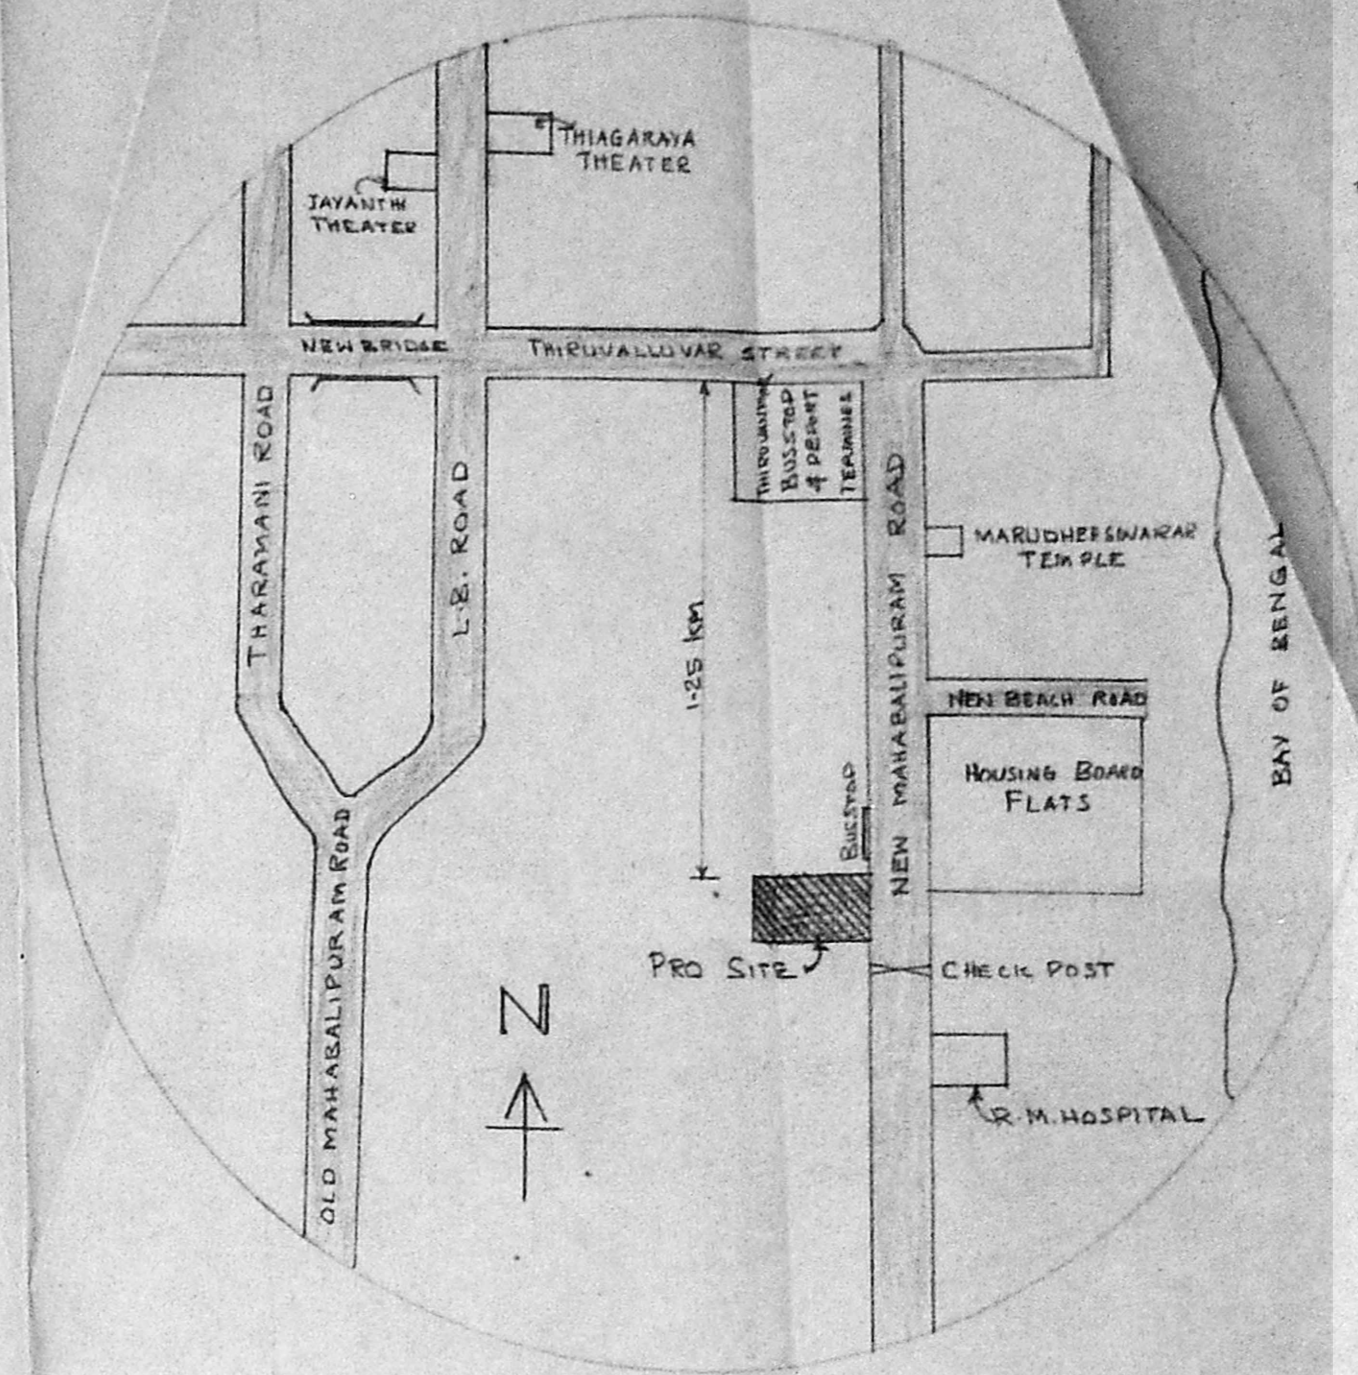 THIAGARAYA
THEATER
JAYANTHI
THEATER
NEW BRIDGE
THIRUVALLUVAR STREET
THARAMANI ROAD
L.B. ROAD
BUSSTOP
& DEPORT
TERMINES
NEW MAHABALIPURAM ROAD
MARUDHEESWARAR
TEMPLE
BAY OF BENGAL
1.25 km
NEW BEACH ROAD
HOUSING BOARD
FLATS
BUSSTOP
OLD MAHABALIPURAM ROAD
PRO SITE
CHECK POST
N
R.M. HOSPITAL